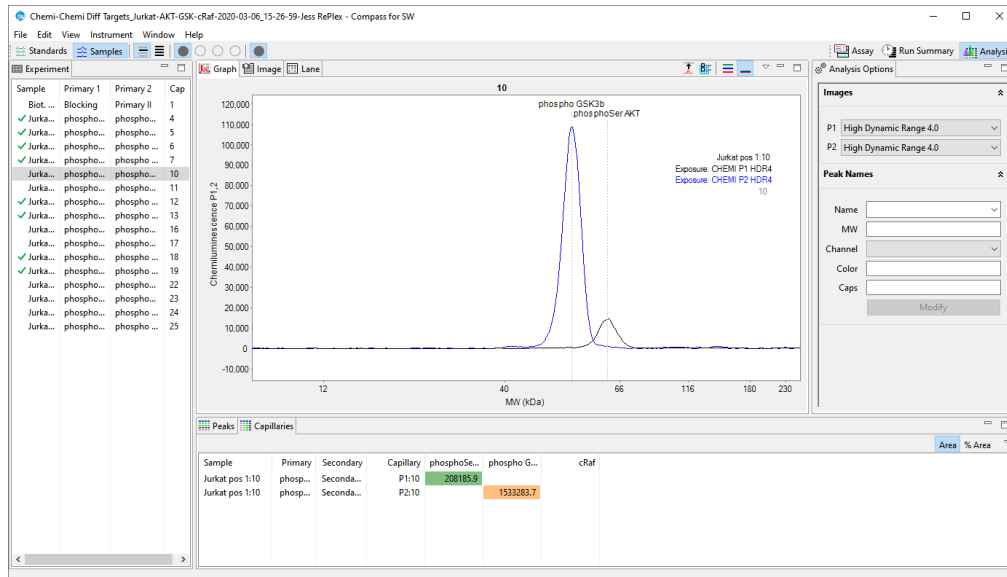 Chemi-Chemi Diff Targets_Jurkat-AKT-GSK-cRaf-2020-03-06_15-26-59-Jess RePlex - Compass for SW
File Edit View Instrument Window Help
Standards Samples Assay Run Summary Analysis
Experiment
Sample Primary 1 Primary 2 Cap
Biot. ... Blocking Primary II 1
Jurka... phospho... phospho... 4
Jurka... phospho... phospho... 5
Jurka... phospho... phospho ... 6
Jurka... phospho... phospho ... 7
Jurka... phospho... phospho... 10
Jurka... phospho... phospho... 11
Jurka... phospho... phospho ... 12
Jurka... phospho... phospho ... 13
Jurka... phospho... phospho... 16
Jurka... phospho... phospho... 17
Jurka... phospho... phospho ... 18
Jurka... phospho... phospho ... 19
Jurka... phospho... phospho... 22
Jurka... phospho... phospho... 23
Jurka... phospho... phospho ... 24
Jurka... phospho... phospho ... 25
Graph Image Lane
10
phospho GSK3b
phosphoSer AKT
Jurkat pos 1:10
Exposure: CHEMI P1 HDR4
Exposure: CHEMI P2 HDR4
10
Chemiluminescence P1,2
120,000
110,000
100,000
90,000
80,000
70,000
60,000
50,000
40,000
30,000
20,000
10,000
0
-10,000
12 40 66 116 180 230
MW (kDa)
Analysis Options
Images
P1 High Dynamic Range 4.0
P2 High Dynamic Range 4.0
Peak Names
Name
MW
Channel
Color
Caps
Modify
Peaks Capillaries
Area % Area
Sample Primary Secondary Capillary phosphoSe... phospho G... cRaf
Jurkat pos 1:10 phosp... Seconda... P1:10 208185.9
Jurkat pos 1:10 phosp... Seconda... P2:10 1533283.7